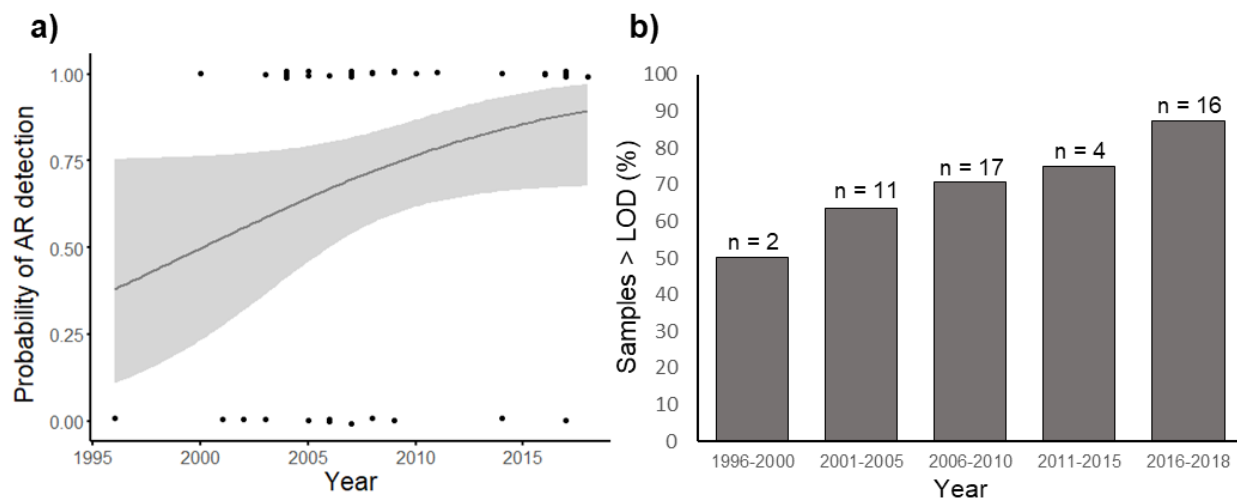 a)
Probability of AR detection
1.00
0.75
0.50
0.25
0.00
1995
2000
2005
2010
2015
Year
b)
Samples > LOD (%)
100
90
80
70
60
50
40
30
20
10
0
n = 2
n = 11
n = 17
n = 4
n = 16
1996-2000
2001-2005
2006-2010
2011-2015
2016-2018
Year